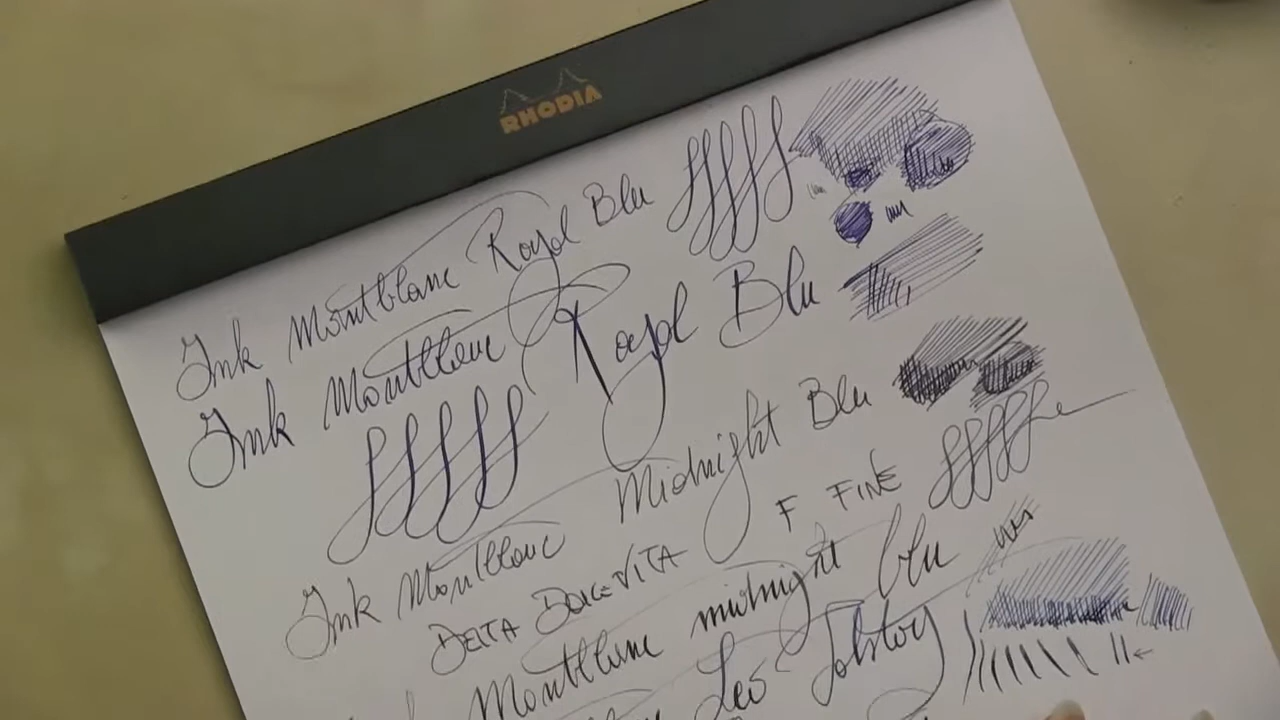 RHODIA
Ink Montblanc Royal Blu
Ink Montblanc Royal Blu
Ink Montblanc Midnight Blu
DELTA DOLCEVITA F FINE
Montblanc midnight blu
Leo Tolstoy